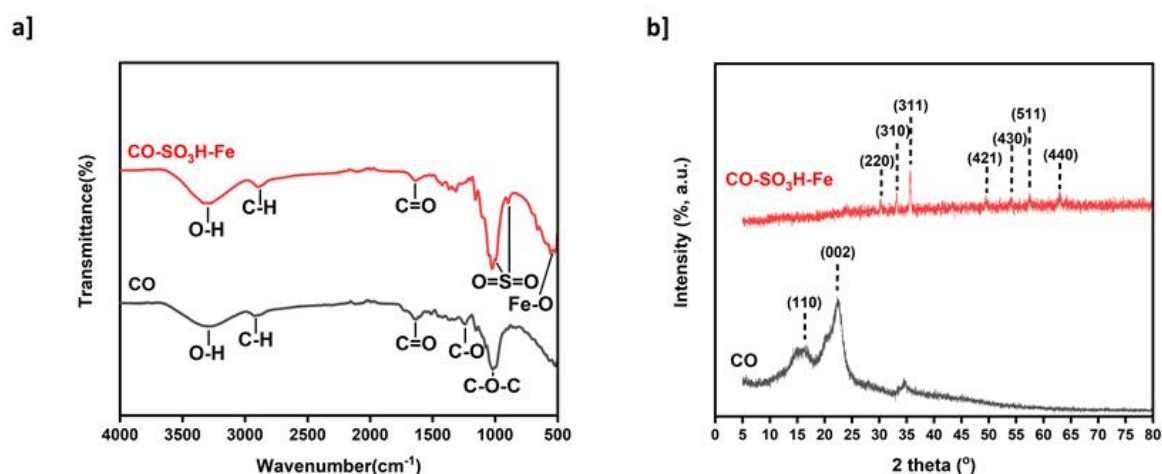 a]
CO-SO₃H-Fe
O-H
C-H
C=O
O=S=O
Fe-O
CO
O-H
C-H
C=O
C-O
C-O-C
Transmittance(%)
4000 3500 3000 2500 2000 1500 1000 500
Wavenumber(cm⁻¹)
b]
(311)
(310)
(220)
(511)
(430)
(421)
(440)
CO-SO₃H-Fe
(002)
(110)
CO
Intensity (%, a.u.)
0 5 10 15 20 25 30 35 40 45 50 55 60 65 70 75 80
2 theta (°)